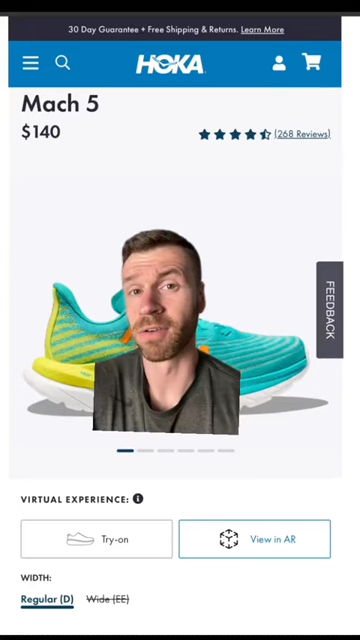 30 Day Guarantee + Free Shipping & Returns. Learn More
HOKA
Mach 5
$140
(268 Reviews)
FEEDBACK
VIRTUAL EXPERIENCE:
Try-on
View in AR
WIDTH:
Regular (D) Wide (EE)